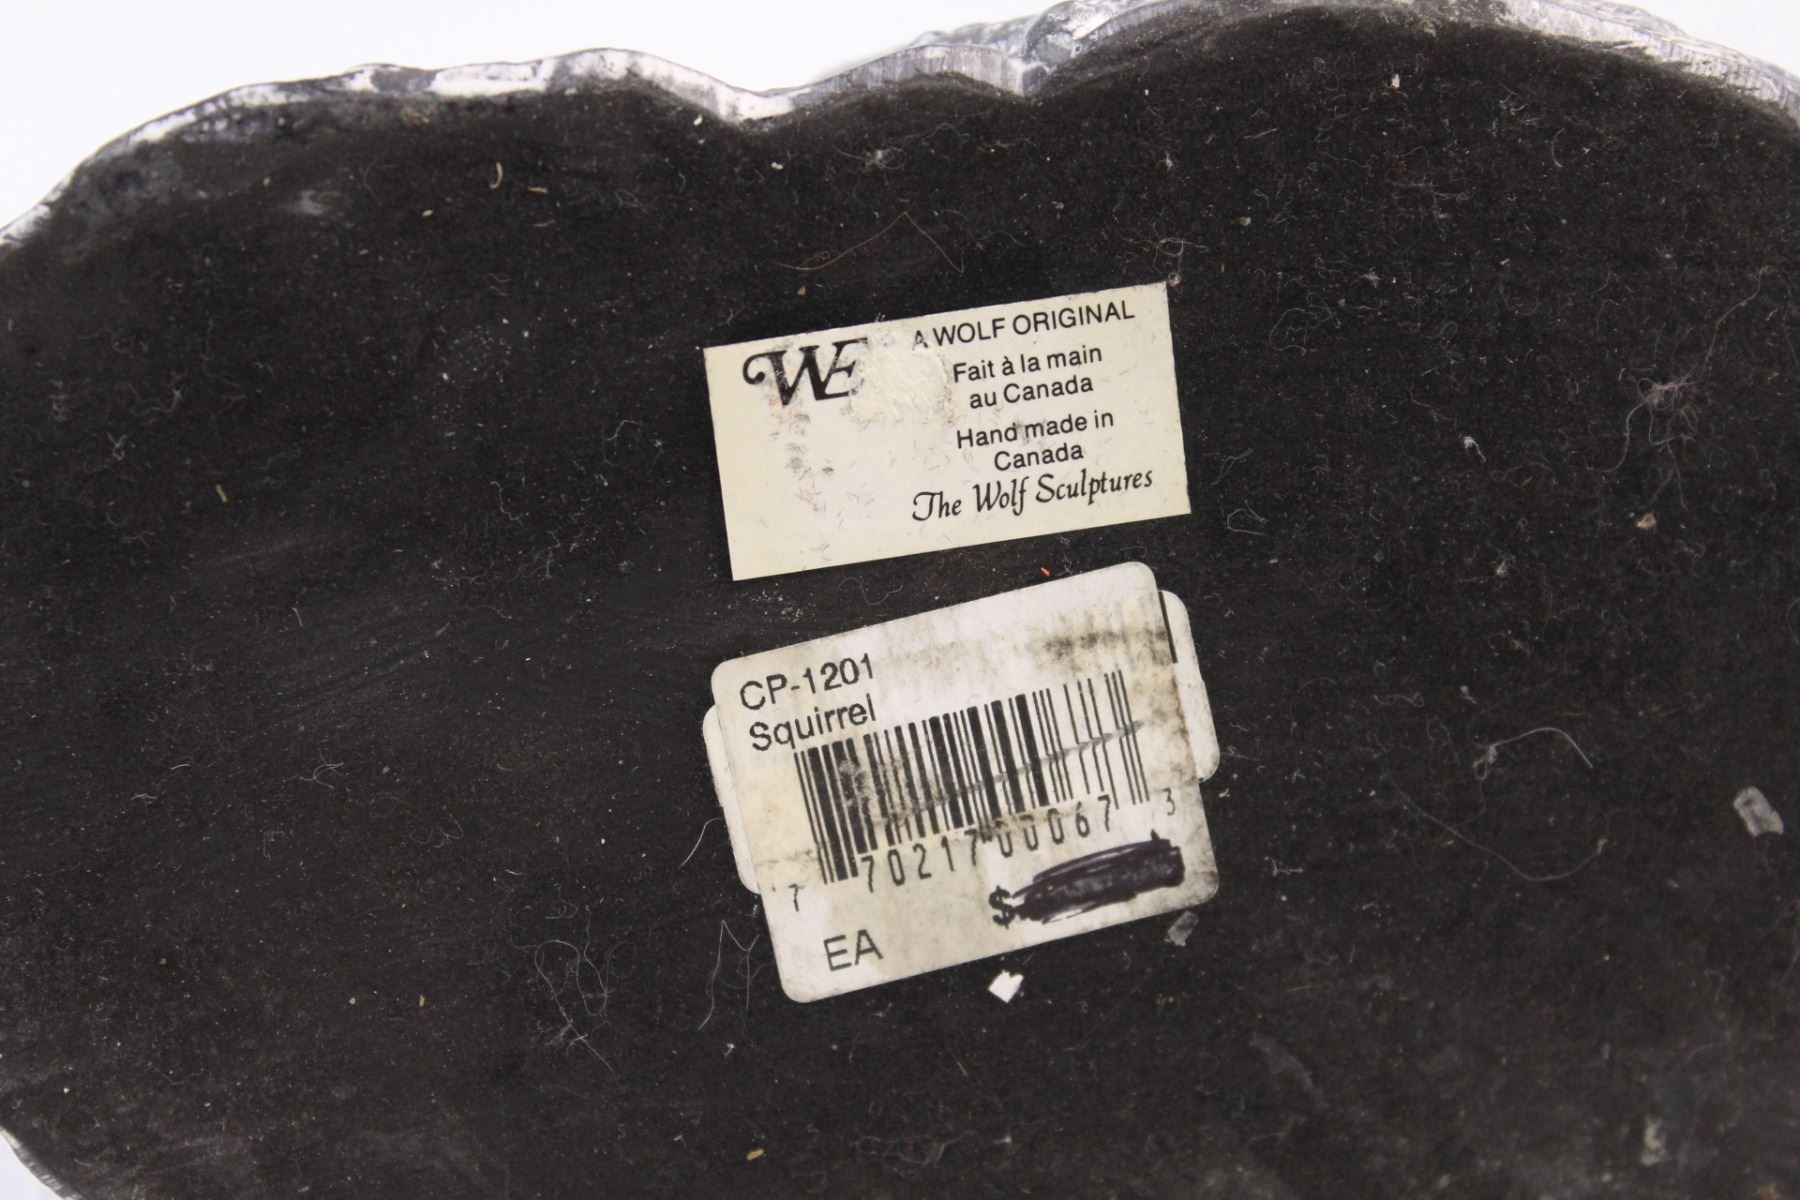 A WOLF ORIGINAL
Fait à la main
au Canada
Hand made in
Canada
The Wolf Sculptures
CP-1201
Squirrel
7 70217 00067 3
$
EA